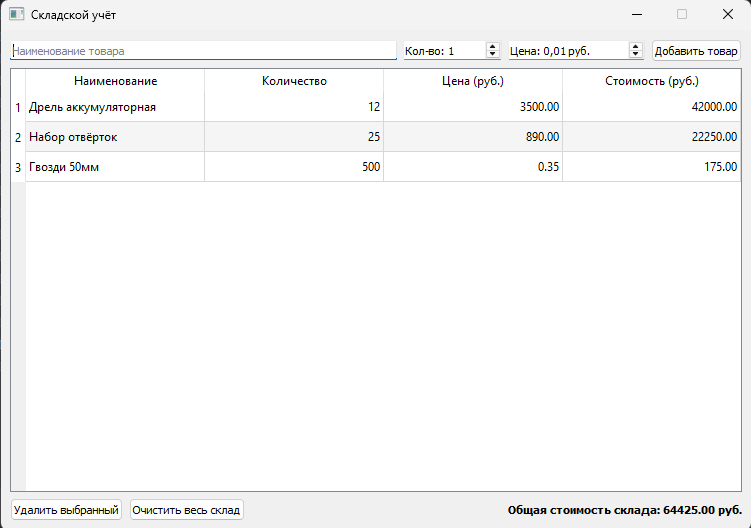 Складской учёт
Наименование товара Кол-во: 1 Цена: 0,01 руб. Добавить товар
Наименование Количество Цена (руб.) Стоимость (руб.)
1 Дрель аккумуляторная 12 3500.00 42000.00
2 Набор отвёрток 25 890.00 22250.00
3 Гвозди 50мм 500 0.35 175.00
Удалить выбранный Очистить весь склад Общая стоимость склада: 64425.00 руб.